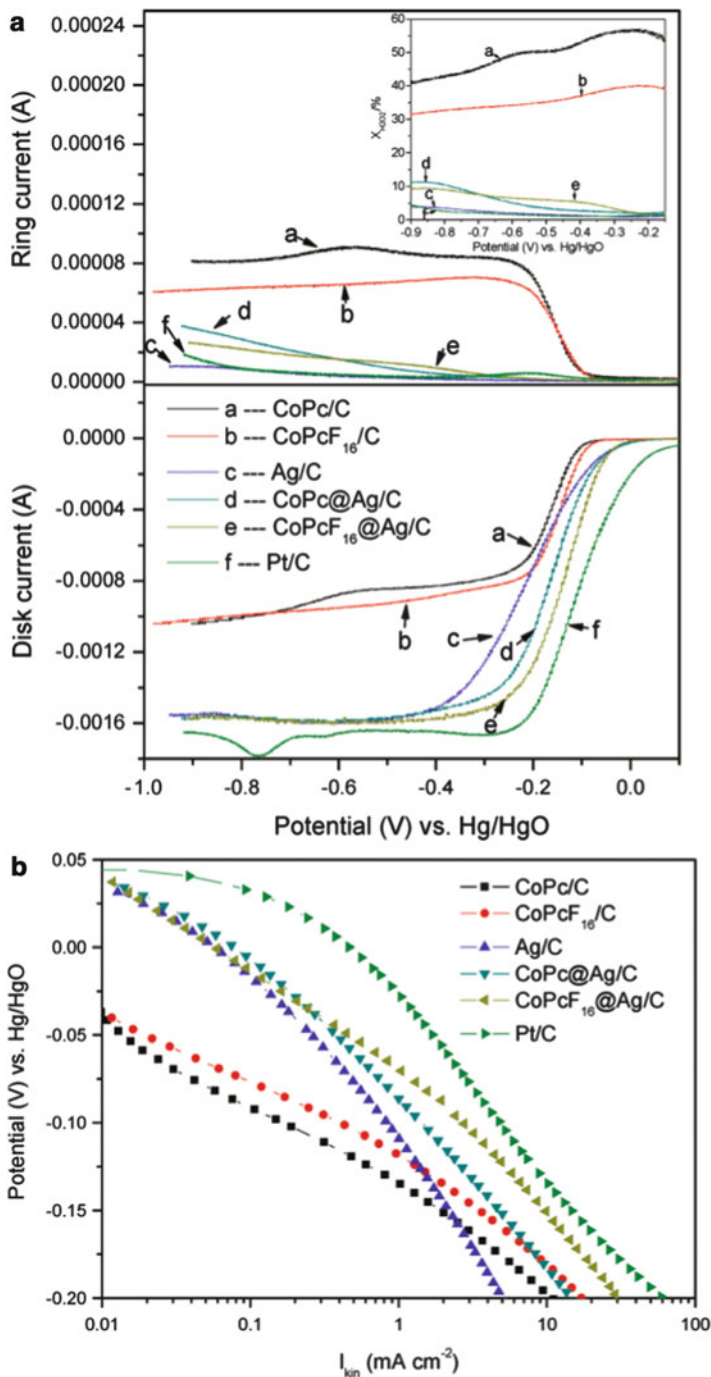 a
Ring current (A)
0.00024
0.00020
0.00016
0.00012
0.00008
0.00004
0.00000
a
b
d
f
c
e
X_H2O2/%
60
50
40
30
20
10
0
a
b
d
c
f
e
-0.9 -0.8 -0.7 -0.6 -0.5 -0.4 -0.3 -0.2
Potential (V) vs. Hg/HgO
Disk current (A)
0.0000
-0.0004
-0.0008
-0.0012
-0.0016
a --- CoPc/C
b --- CoPcF16/C
c --- Ag/C
d --- CoPc@Ag/C
e --- CoPcF16@Ag/C
f --- Pt/C
a
b
c
d
f
e
-1.0 -0.8 -0.6 -0.4 -0.2 0.0
Potential (V) vs. Hg/HgO
b
Potential (V) vs. Hg/HgO
0.05
0.00
-0.05
-0.10
-0.15
-0.20
CoPc/C
CoPcF16/C
Ag/C
CoPc@Ag/C
CoPcF16@Ag/C
Pt/C
0.01 0.1 1 10 100
Ikin (mA cm-2)